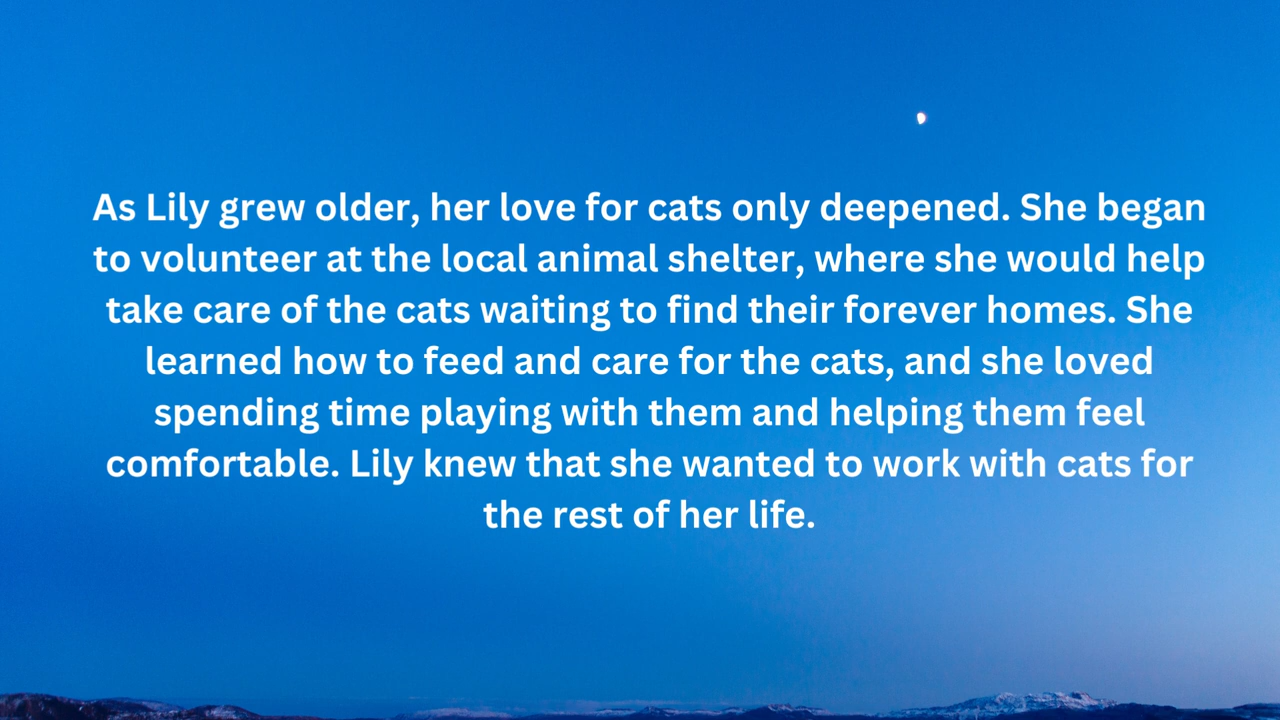 As Lily grew older, her love for cats only deepened. She began
to volunteer at the local animal shelter, where she would help
take care of the cats waiting to find their forever homes. She
learned how to feed and care for the cats, and she loved
spending time playing with them and helping them feel
comfortable. Lily knew that she wanted to work with cats for
the rest of her life.